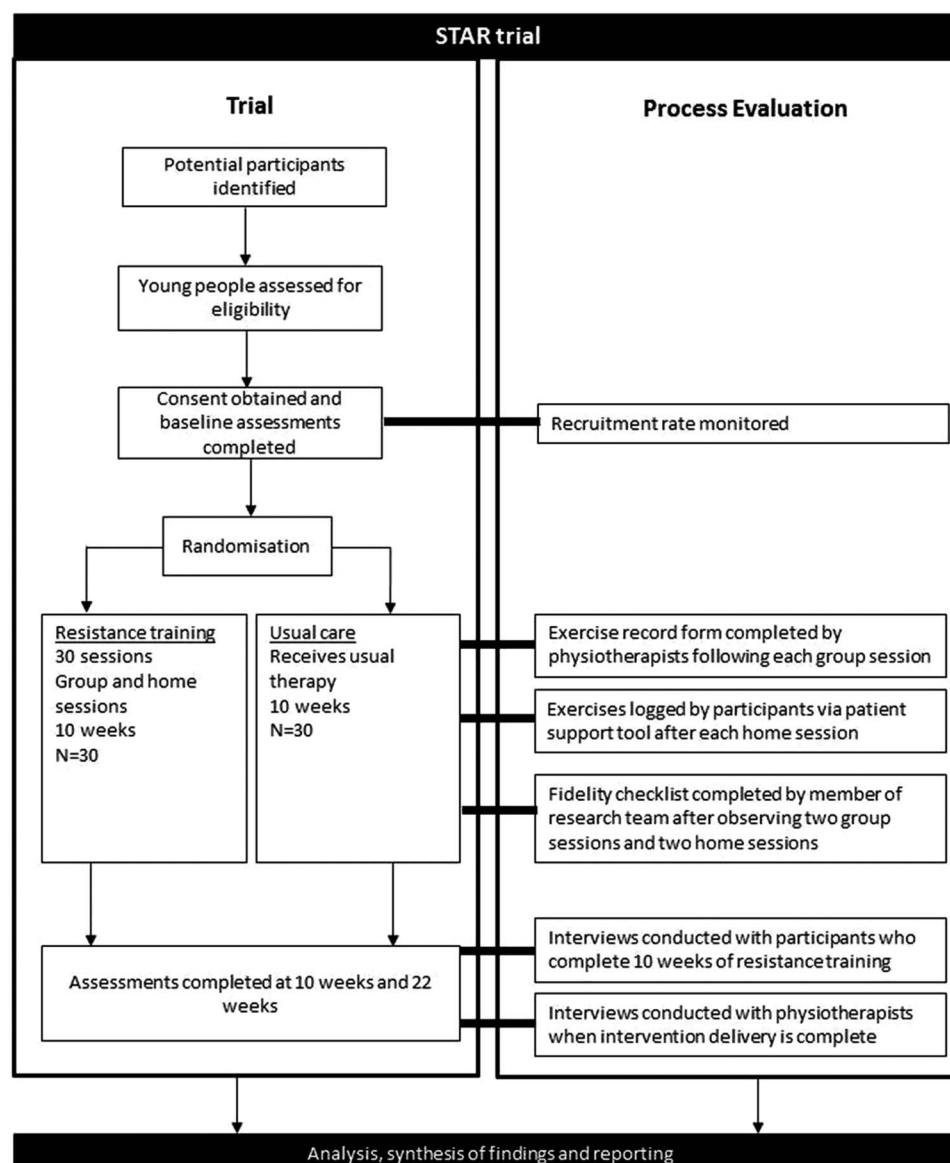 STAR trial
Trial
Potential participants
identified
Young people assessed for
eligibility
Consent obtained and
baseline assessments
completed
Randomisation
Resistance training
30 sessions
Group and home
sessions
10 weeks
N=30
Usual care
Receives usual
therapy
10 weeks
N=30
Assessments completed at 10 weeks and 22
weeks
Process Evaluation
Recruitment rate monitored
Exercise record form completed by
physiotherapists following each group session
Exercises logged by participants via patient
support tool after each home session
Fidelity checklist completed by member of
research team after observing two group
sessions and two home sessions
Interviews conducted with participants who
complete 10 weeks of resistance training
Interviews conducted with physiotherapists
when intervention delivery is complete
Analysis, synthesis of findings and reporting